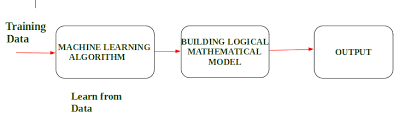 Training
Data
MACHINE LEARNING
ALGORITHM
BUILDING LOGICAL
MATHEMATICAL
MODEL
OUTPUT
Learn from
Data